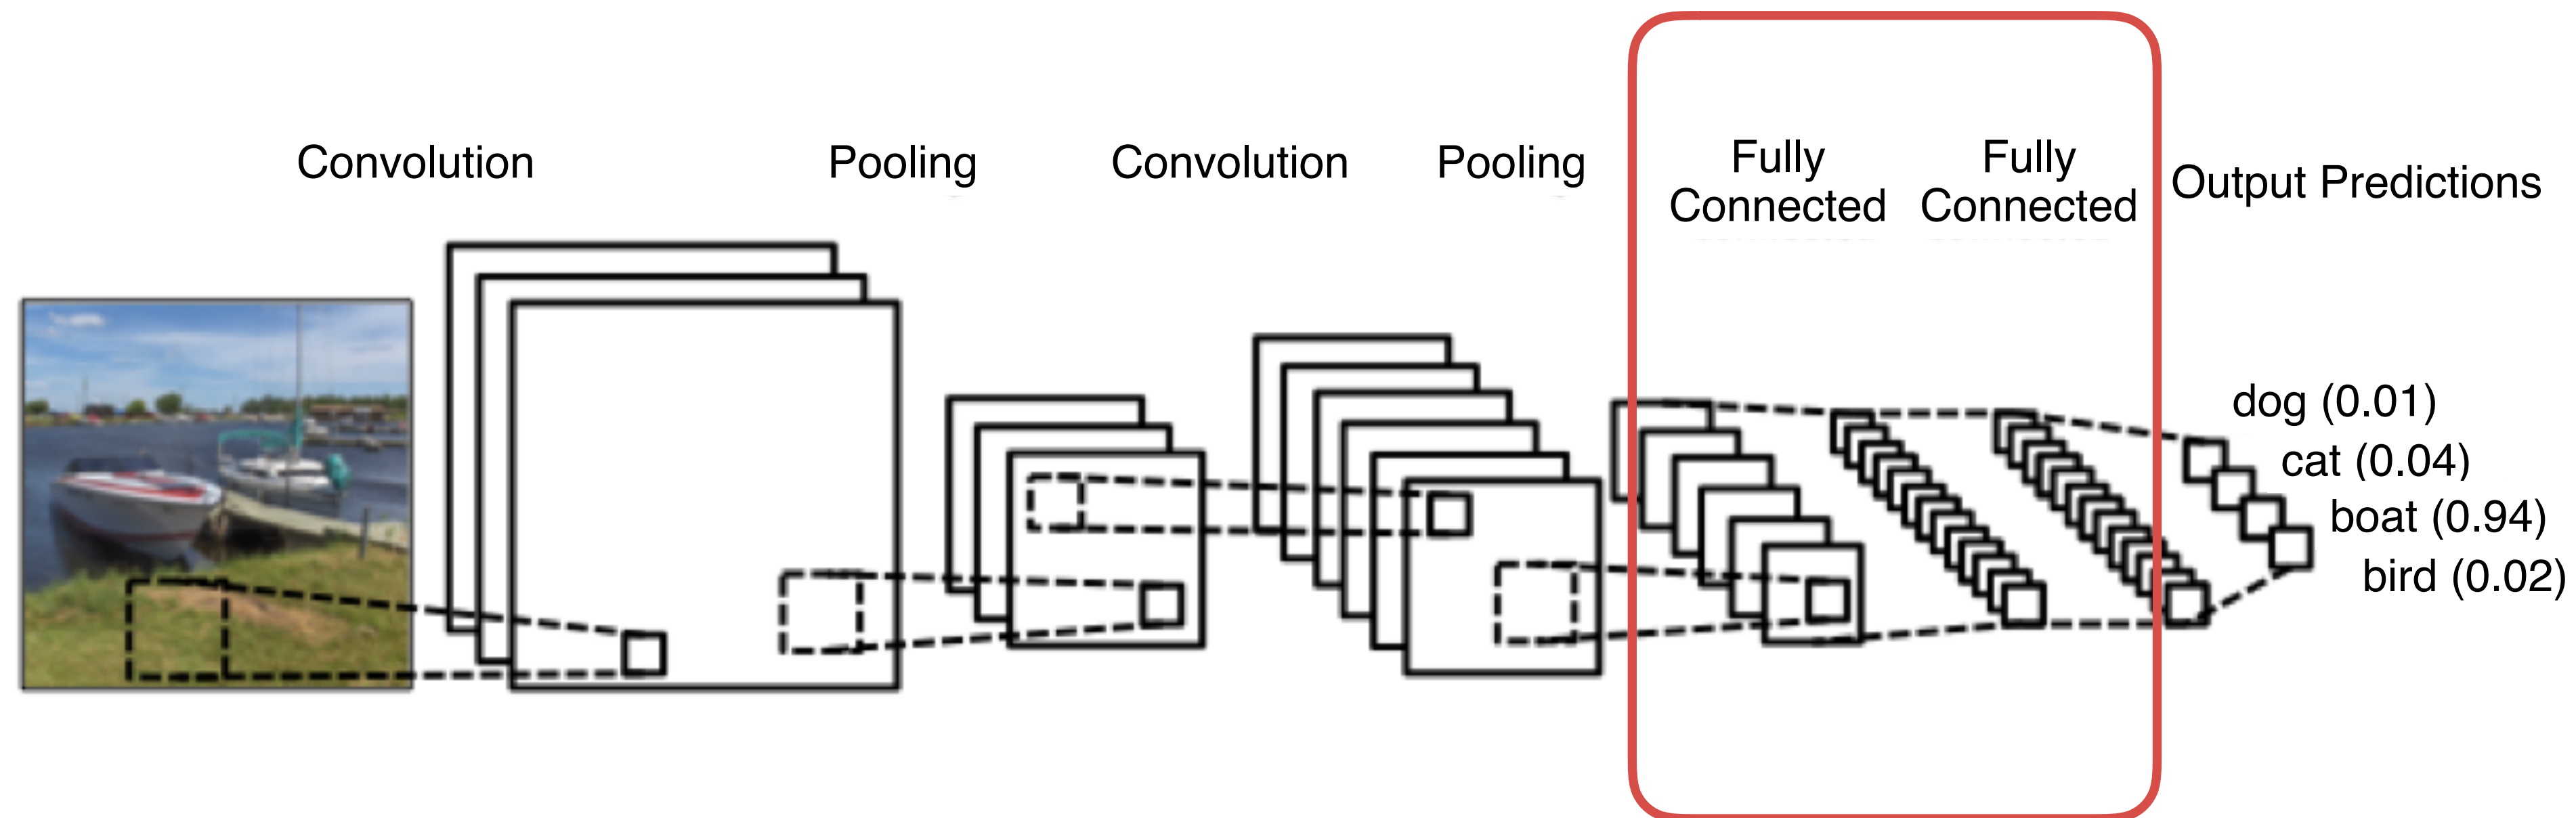 Convolution
Pooling
Convolution
Pooling
Fully
Connected
Fully
Connected
Output Predictions
dog (0.01)
cat (0.04)
boat (0.94)
bird (0.02)